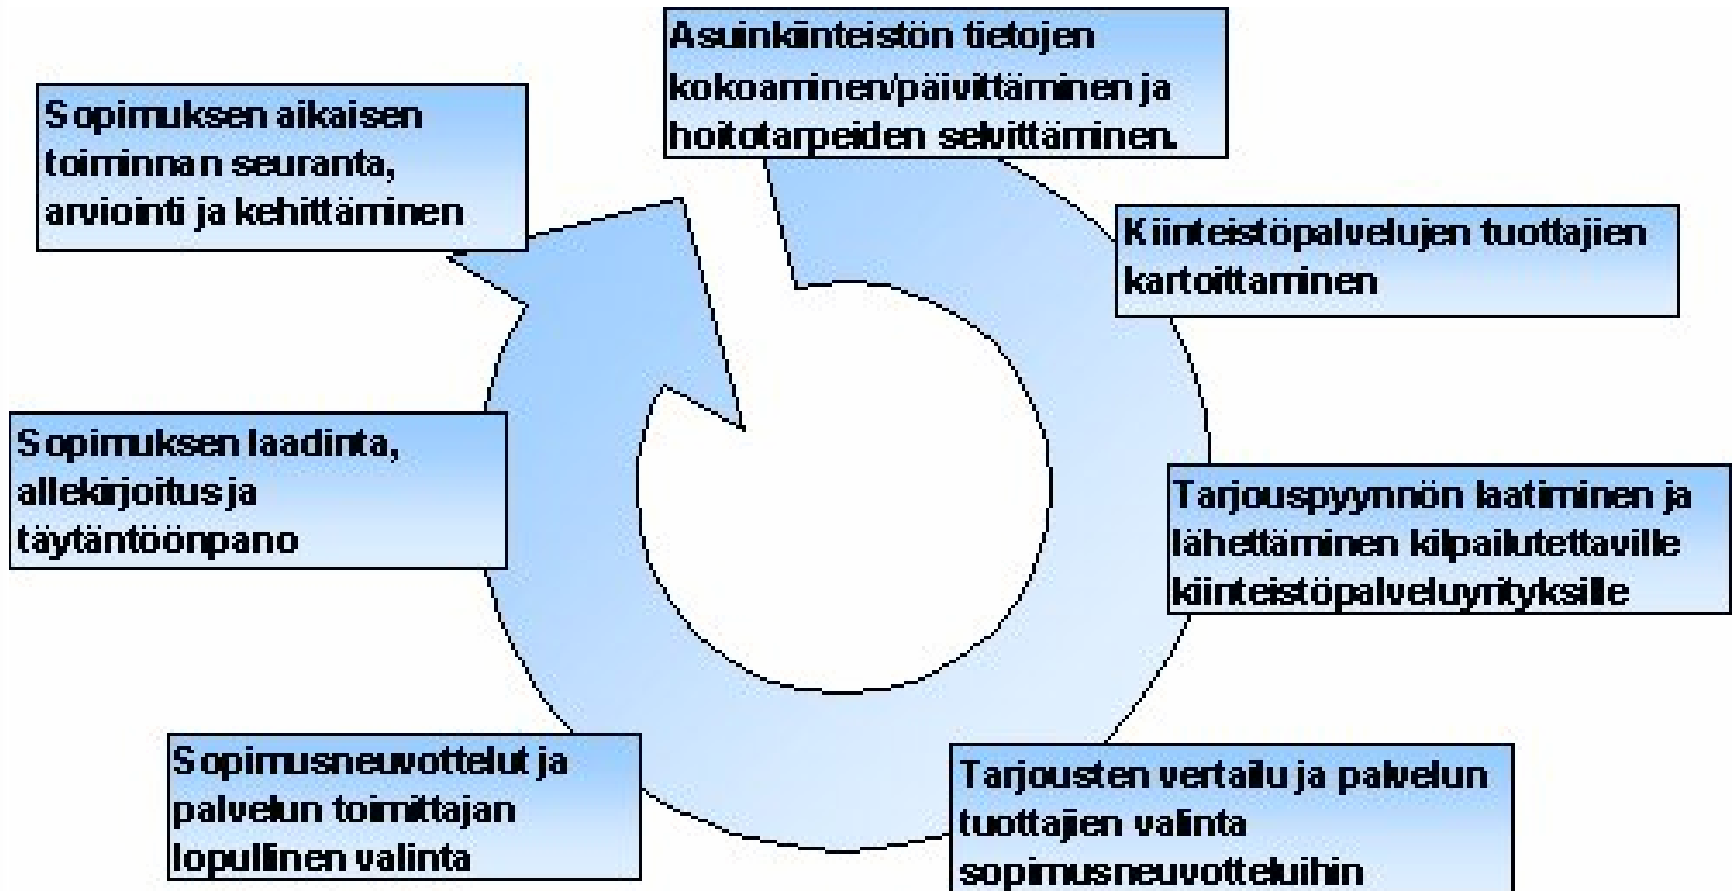 Asuinkiinteistön tietojen
kokoaminen/päivittäminen ja
hoitotarpeiden selvittäminen.
Kiinteistöpalvelujen tuottajien
kartoittaminen
Tarjouspyynnön laatiminen ja
lähettäminen kilpailutettaville
kiinteistöpalveluyrityksille
Tarjousten vertailu ja palvelun
tuottajien valinta
sopimusneuvotteluihin
Sopimusneuvottelut ja
palvelun toimittajan
lopullinen valinta
Sopimuksen laadinta,
allekirjoitus ja
täytäntöönpano
Sopimuksen aikaisen
toiminnan seuranta,
arviointi ja kehittäminen